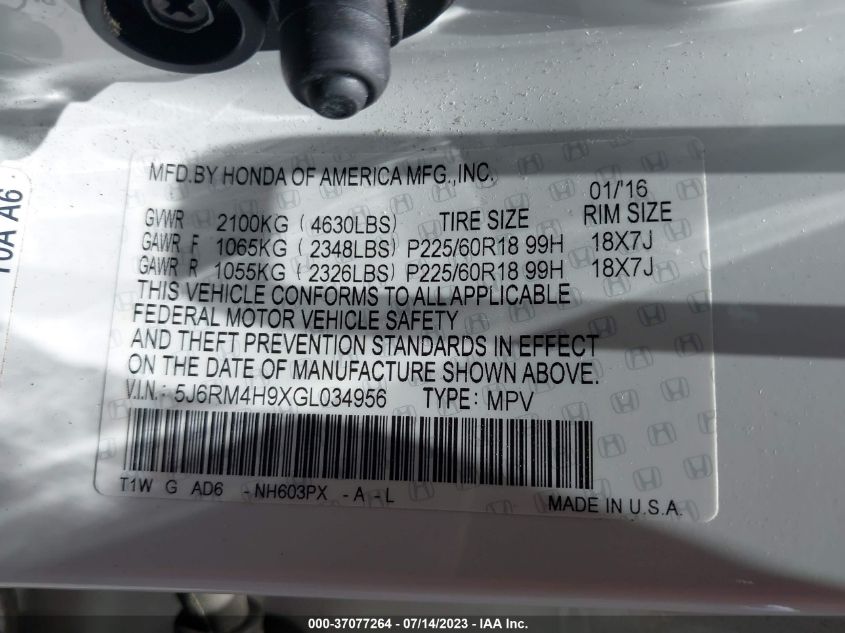 MFD.BY HONDA OF AMERICA MFG.,INC.
01/'16
GVWR 2100KG ( 4630LBS) TIRE SIZE RIM SIZE
GAWR F 1065KG ( 2348LBS) P225/60R18 99H 18X7J
GAWR R 1055KG ( 2326LBS) P225/60R18 99H 18X7J
THIS VEHICLE CONFORMS TO ALL APPLICABLE
FEDERAL MOTOR VEHICLE SAFETY
AND THEFT PREVENTION STANDARDS IN EFFECT
ON THE DATE OF MANUFACTURE SHOWN ABOVE.
V.I.N.: 5J6RM4H9XGL034956 TYPE: MPV
T1W G AD6 -NH603PX -A -L
MADE IN U.S.A.
10A A6
000-37077264 - 07/14/2023 - IAA Inc.